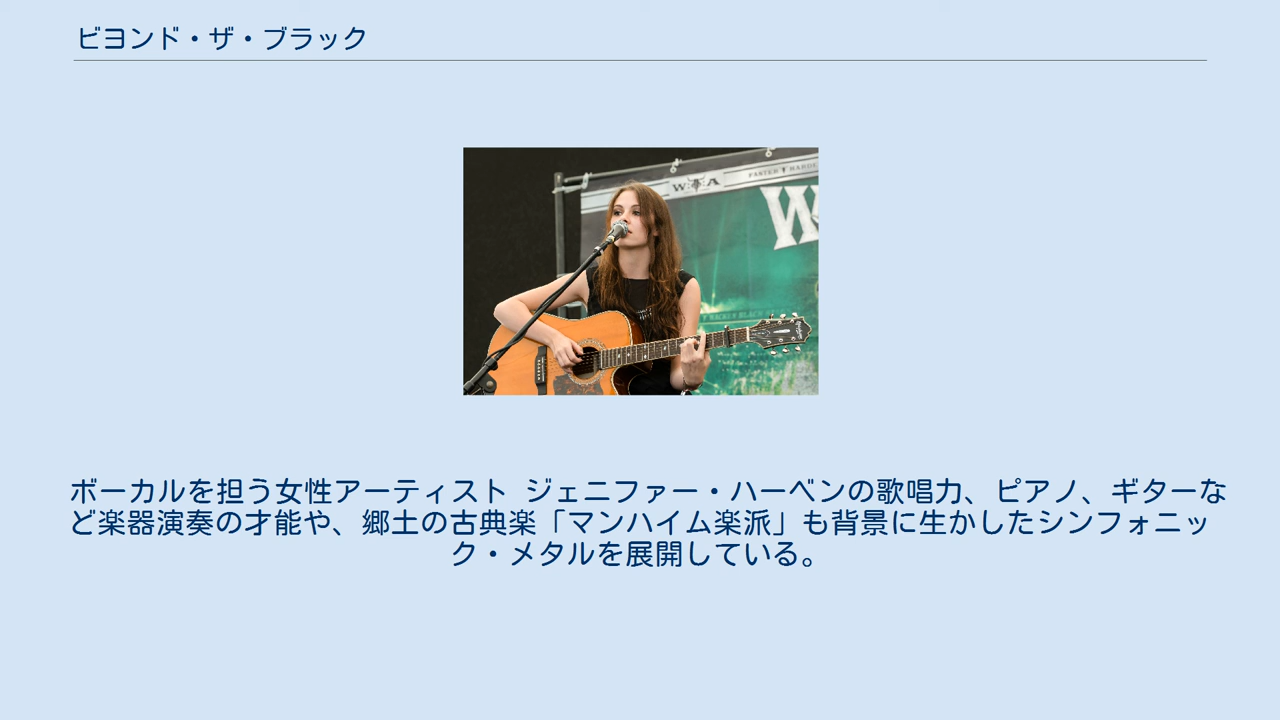 ビヨンド・ザ・ブラック
W:O:A
FASTER HARDE
W
ボーカルを担う女性アーティスト ジェニファー・ハーベンの歌唱力、ピアノ、ギターな
ど楽器演奏の才能や、郷土の古典楽「マンハイム楽派」も背景に生かしたシンフォニッ
ク・メタルを展開している。